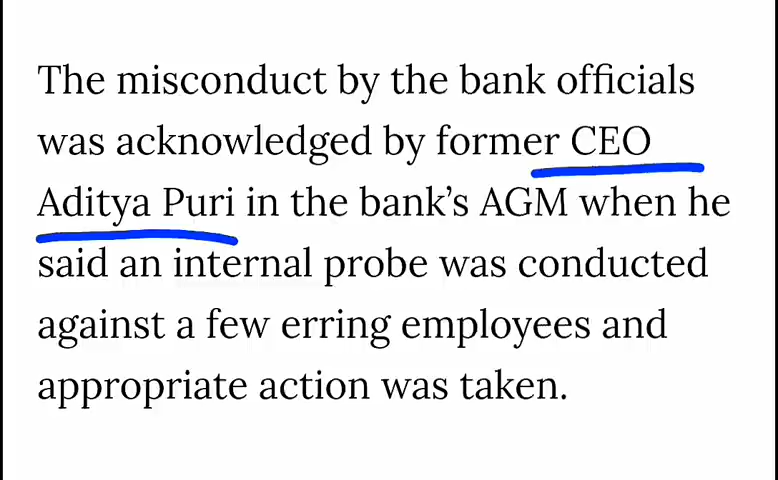 The misconduct by the bank officials
was acknowledged by former CEO
Aditya Puri in the bank’s AGM when he
said an internal probe was conducted
against a few erring employees and
appropriate action was taken.